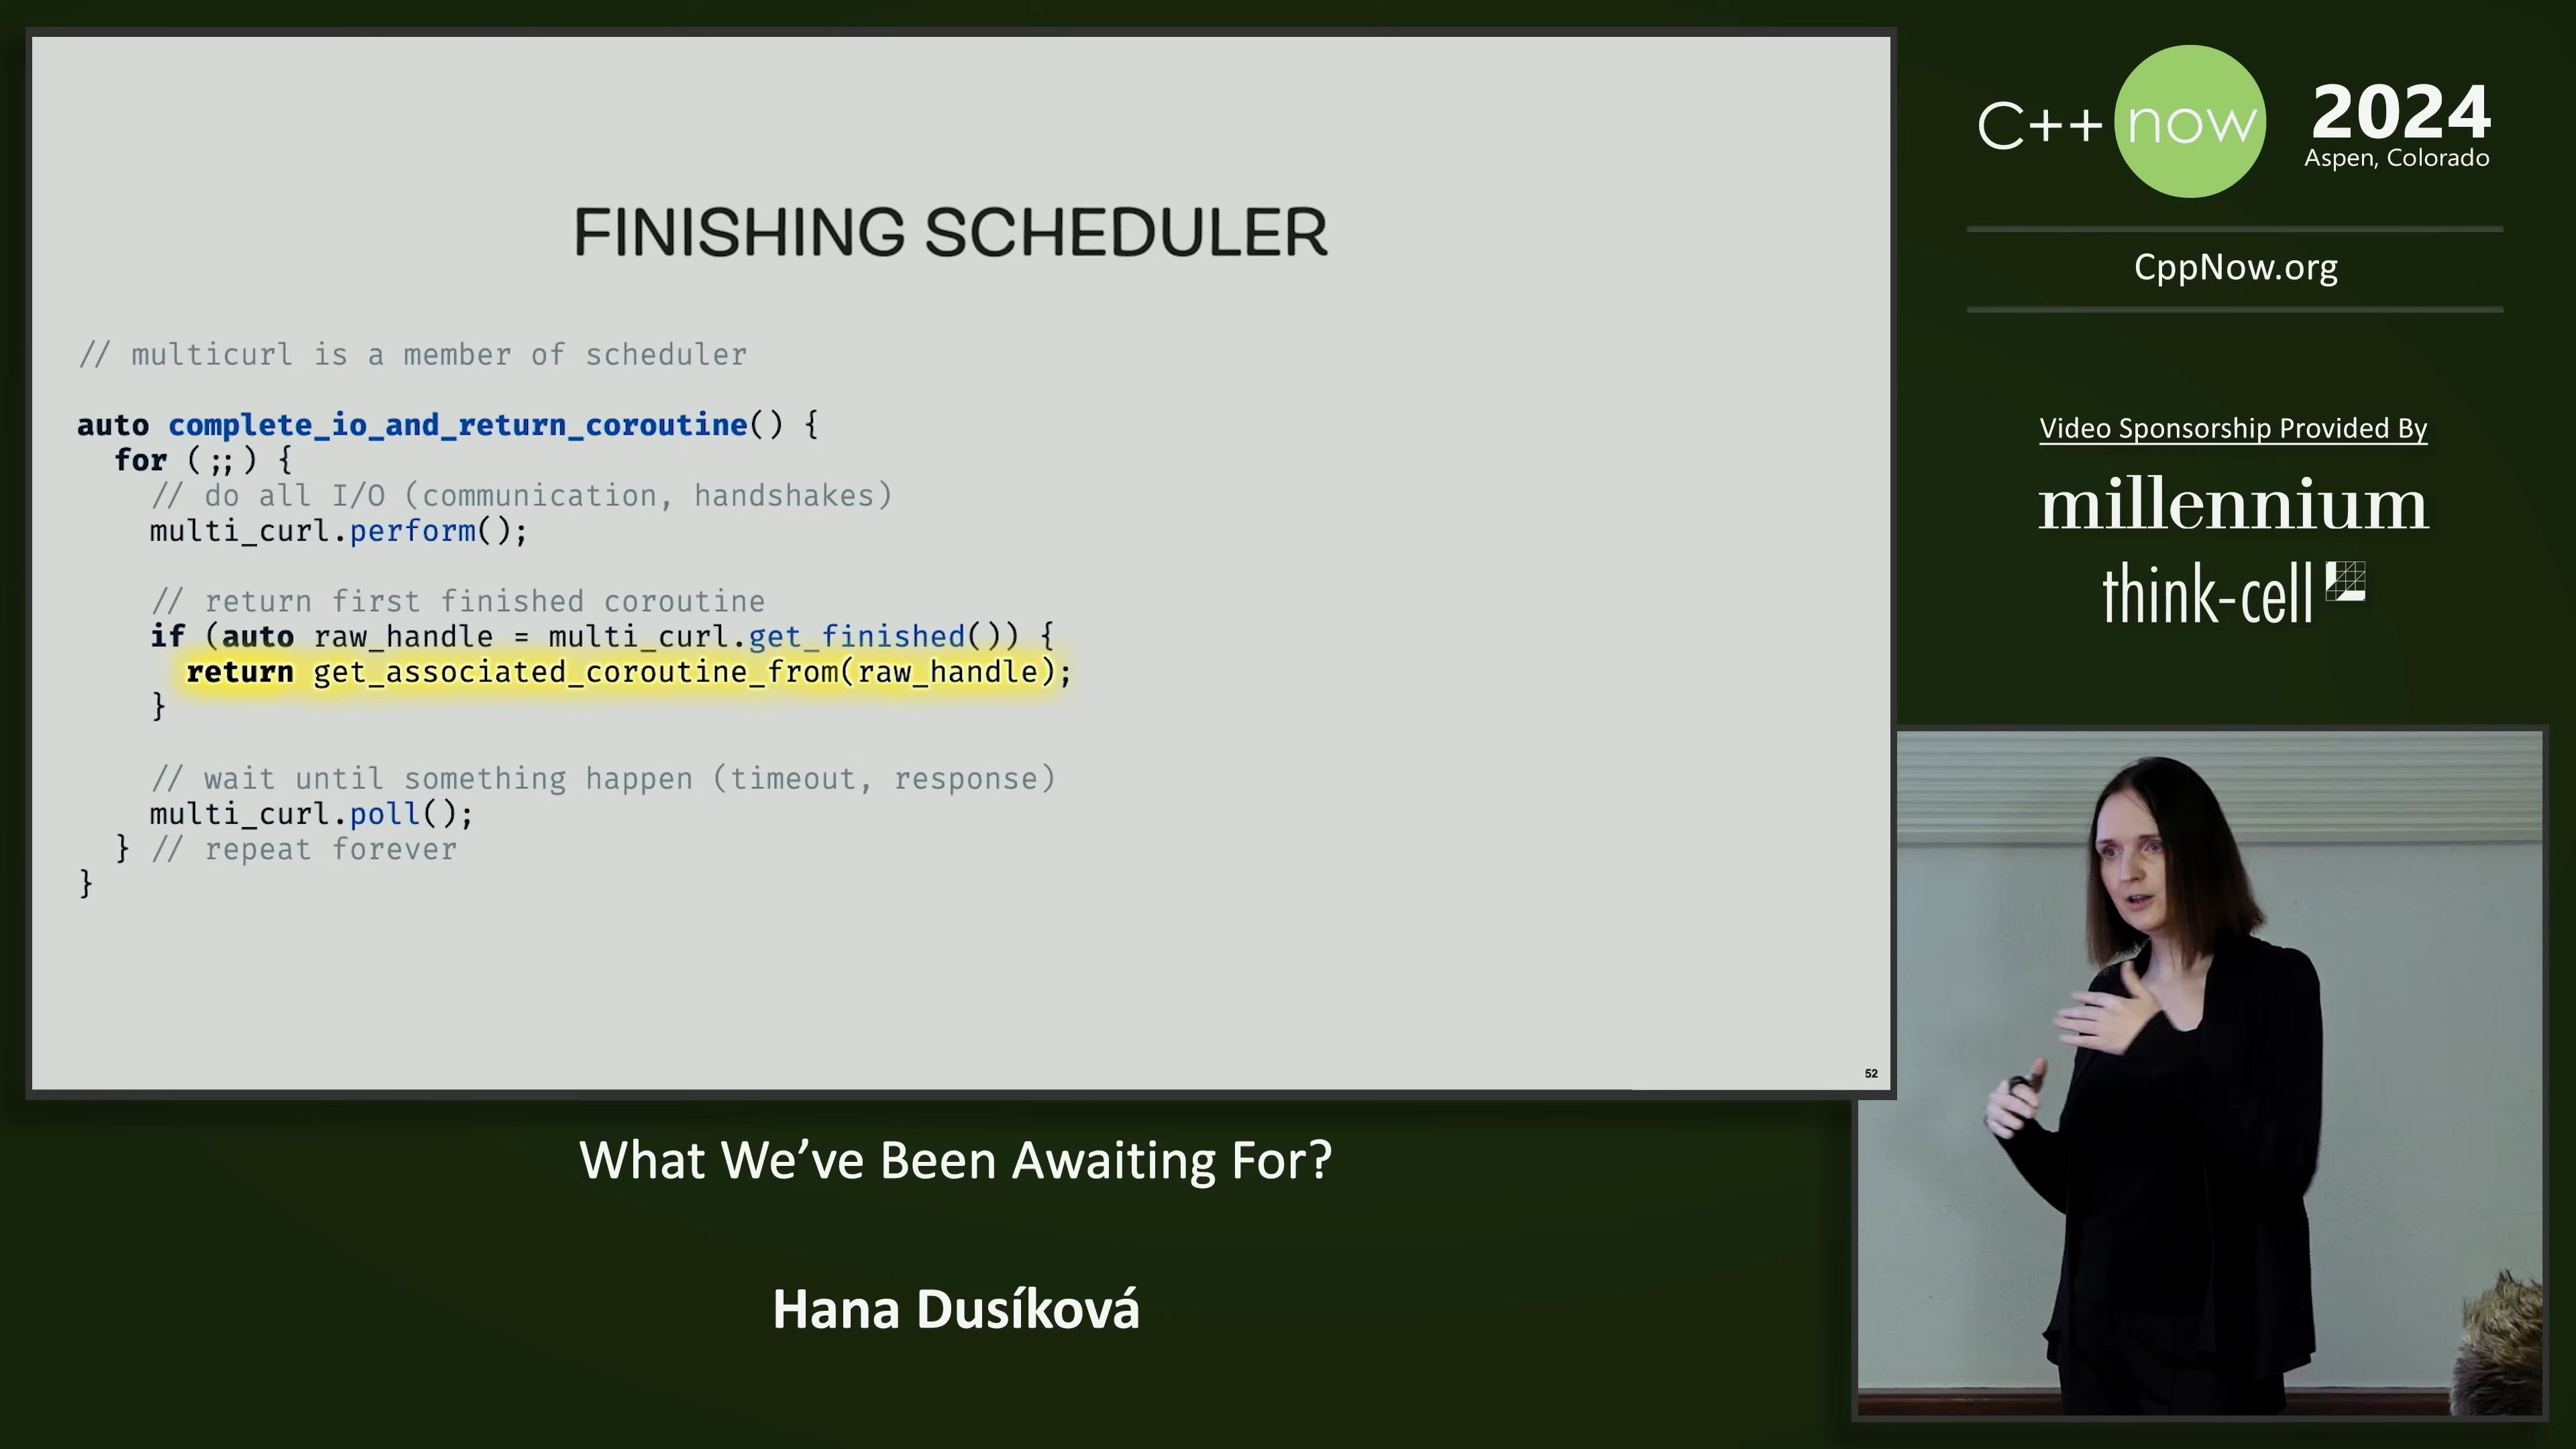 FINISHING SCHEDULER
// multicurl is a member of scheduler
auto complete_io_and_return_coroutine() {
for (;;) {
// do all I/O (communication, handshakes)
multi_curl.perform();
// return first finished coroutine
if (auto raw_handle = multi_curl.get_finished()) {
return get_associated_coroutine_from(raw_handle);
}
// wait until something happen (timeout, response)
multi_curl.poll();
} // repeat forever
}
52
What We’ve Been Awaiting For?
Hana Dusíková
C++ now
2024
Aspen, Colorado
CppNow.org
Video Sponsorship Provided By
millennium
think-cell